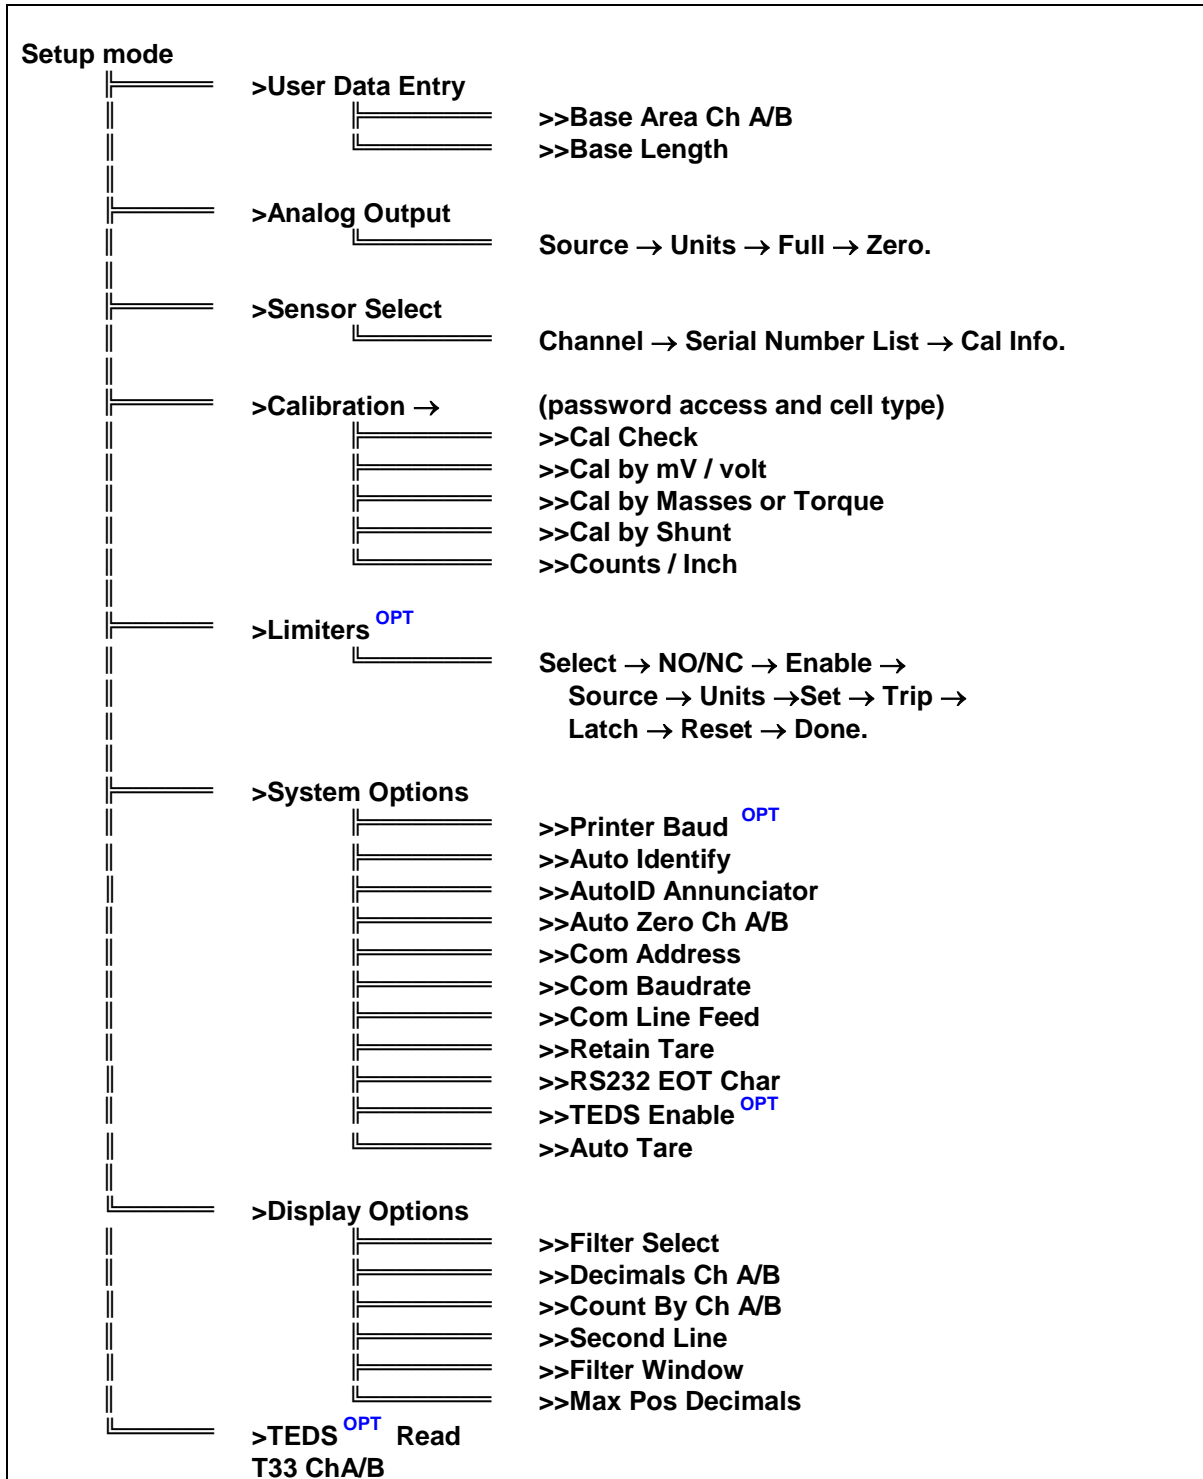 Setup mode
>User Data Entry
>>Base Area Ch A/B
>>Base Length
>Analog Output
Source → Units → Full → Zero.
>Sensor Select
Channel → Serial Number List → Cal Info.
>Calibration → (password access and cell type)
>>Cal Check
>>Cal by mV / volt
>>Cal by Masses or Torque
>>Cal by Shunt
>>Counts / Inch
>Limiters OPT
Select → NO/NC → Enable →
Source → Units →Set → Trip →
Latch → Reset → Done.
>System Options
>>Printer Baud OPT
>>Auto Identify
>>AutoID Annunciator
>>Auto Zero Ch A/B
>>Com Address
>>Com Baudrate
>>Com Line Feed
>>Retain Tare
>>RS232 EOT Char
>>TEDS Enable OPT
>>Auto Tare
>Display Options
>>Filter Select
>>Decimals Ch A/B
>>Count By Ch A/B
>>Second Line
>>Filter Window
>>Max Pos Decimals
>TEDS OPT Read
T33 ChA/B